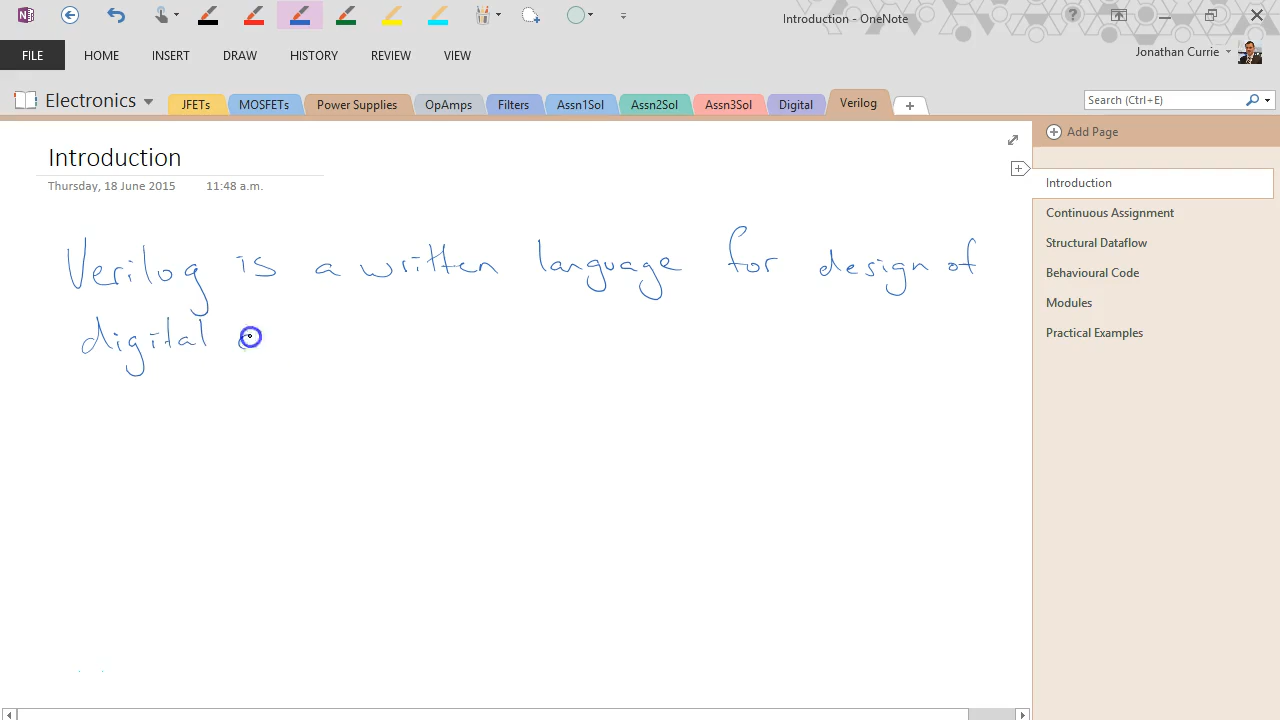 Introduction - OneNote
FILE HOME INSERT DRAW HISTORY REVIEW VIEW
Jonathan Currie
Electronics
JFETs MOSFETs Power Supplies OpAmps Filters Assn1Sol Assn2Sol Assn3Sol Digital Verilog
Search (Ctrl+E)
Add Page
Introduction
Thursday, 18 June 2015 11:48 a.m.
Verilog is a written language for design of
digital
Introduction
Continuous Assignment
Structural Dataflow
Behavioural Code
Modules
Practical Examples